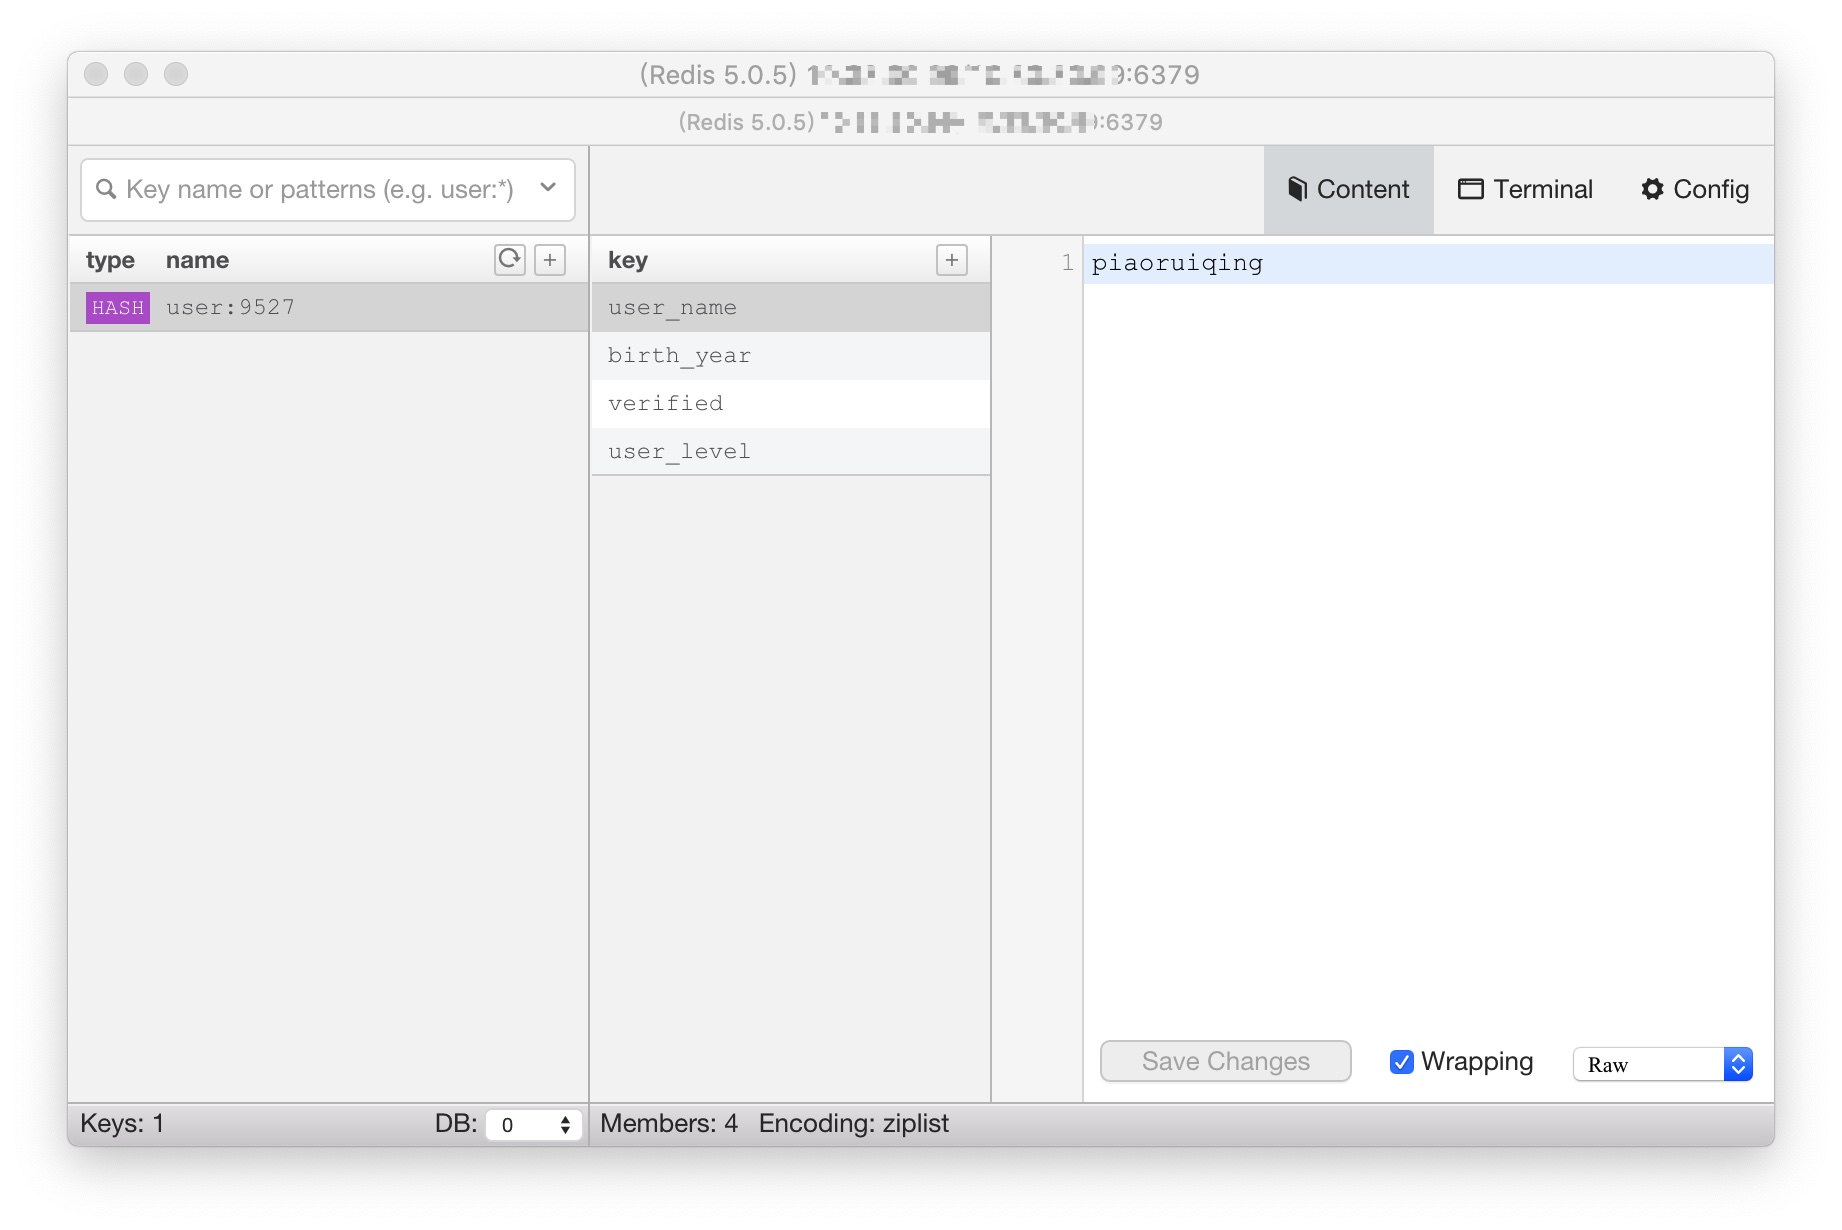 (Redis 5.0.5) :6379
(Redis 5.0.5) :6379
Key name or patterns (e.g. user:*)
Content
Terminal
Config
type name
HASH user:9527
key
user_name
birth_year
verified
user_level
1 piaoruiqing
Save Changes
Wrapping
Raw
Keys: 1
DB: 0
Members: 4 Encoding: ziplist